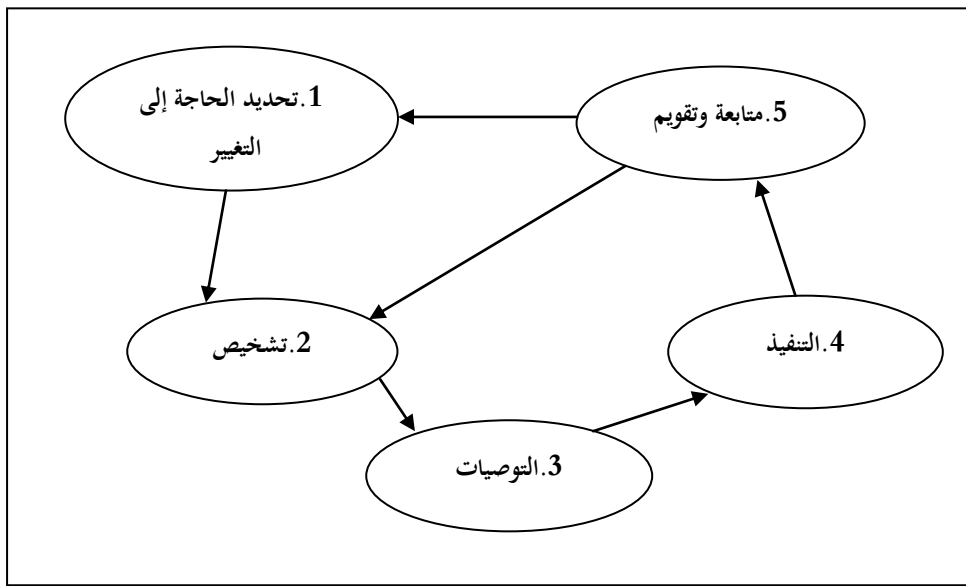 1.تحديد الحاجة إلى
التغيير
2.تشخيص
3.التوصيات
4.التنفيذ
5.متابعة وتقويم